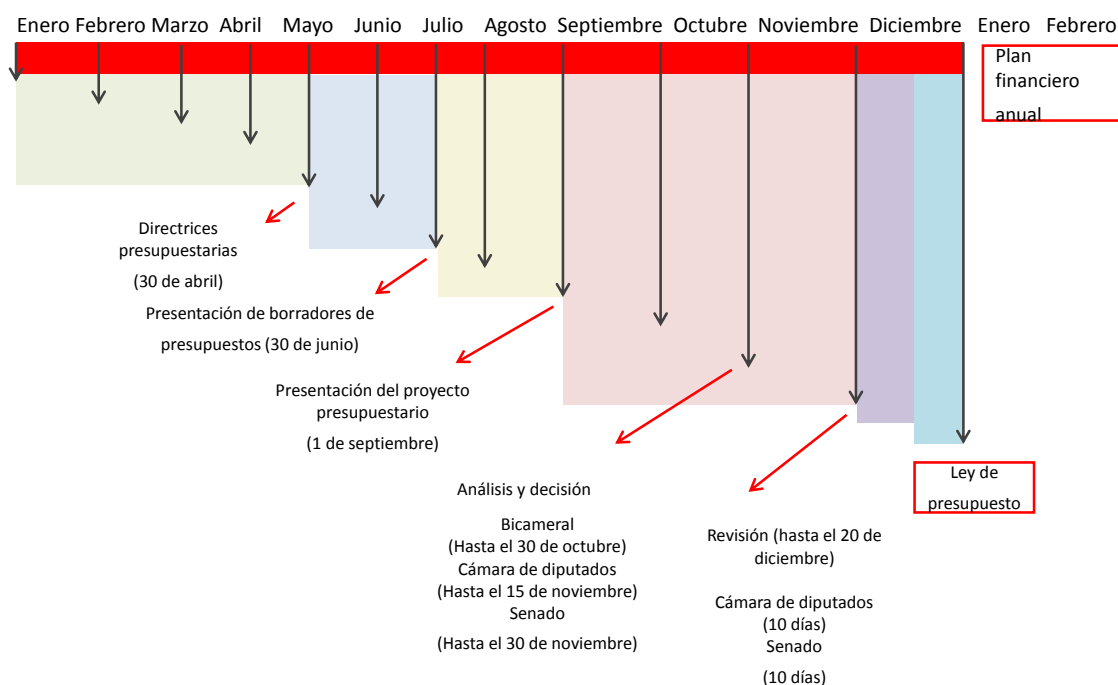 Enero Febrero Marzo Abril Mayo Junio Julio Agosto Septiembre Octubre Noviembre Diciembre Enero Febrero
Plan
financiero
anual
Directrices
presupuestarias
(30 de abril)
Presentación de borradores de
presupuestos (30 de junio)
Presentación del proyecto
presupuestario
(1 de septiembre)
Análisis y decisión
Bicameral
(Hasta el 30 de octubre)
Cámara de diputados
(Hasta el 15 de noviembre)
Senado
(Hasta el 30 de noviembre)
Revisión (hasta el 20 de
diciembre)
Cámara de diputados
(10 días)
Senado
(10 días)
Ley de
presupuesto